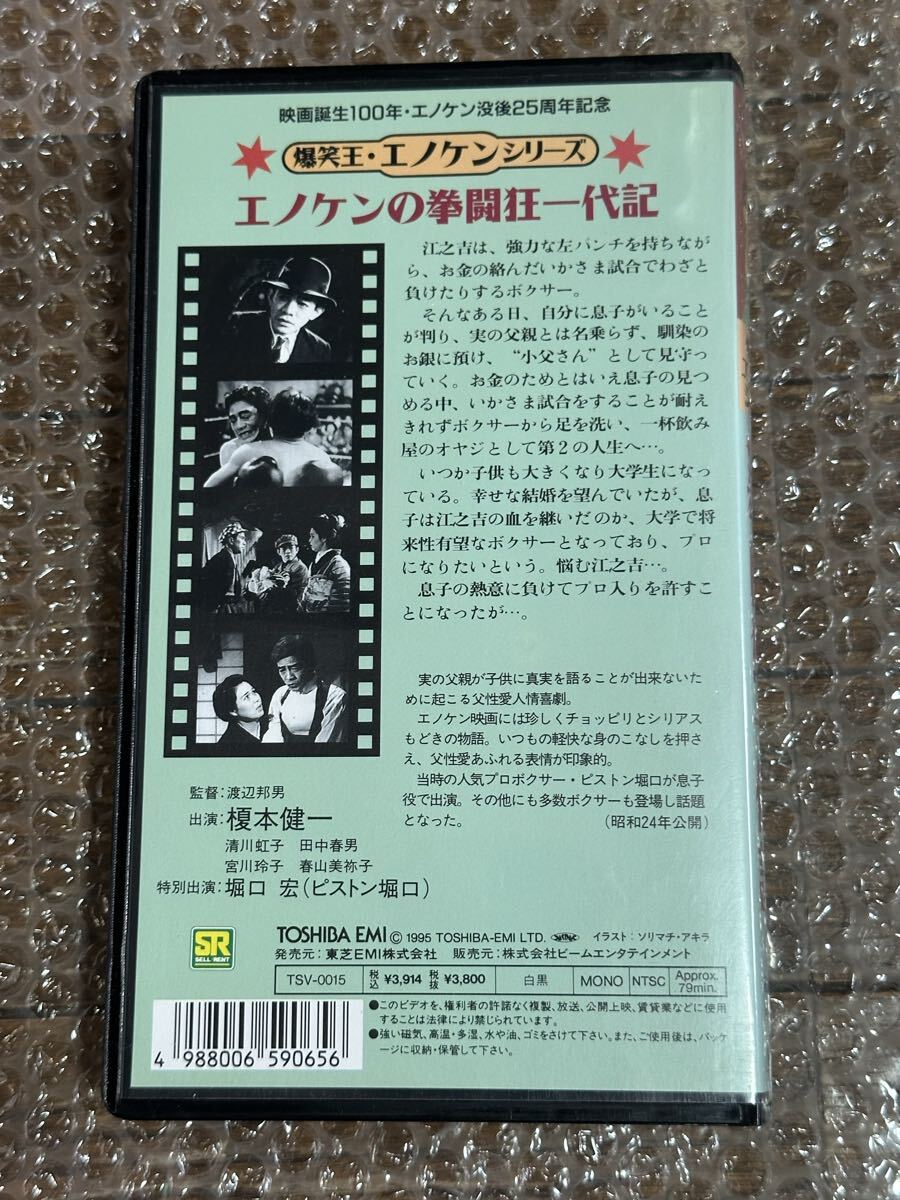 映画誕生100年・エノケン没後25周年記念
爆笑王・エノケンシリーズ
エノケンの拳闘狂一代記
江之吉は、強力な左パンチを持ちなが
ら、お金の絡んだいかさま試合でわざと
負けたりするボクサー。
そんなある日、自分に息子がいること
が判り、実の父親とは名乗らず、馴染の
お銀に預け、“小父さん”として見守っ
ていく。お金のためとはいえ息子の見つ
める中、いかさま試合をすることが耐え
きれずボクサーから足を洗い、一杯飲み
屋のオヤジとして第2の人生へ…。
いつか子供も大きくなり大学生になっ
ている。幸せな結婚を望んでいたが、息
子は江之吉の血を継いだのか、大学で将
来性有望なボクサーとなっており、プロ
になりたいという。悩む江之吉…。
息子の熱意に負けてプロ入りを許すこ
とになったが…。
実の父親が子供に真実を語ることが出来ないた
めに起こる父性愛人情喜劇。
エノケン映画には珍しくチョッピリとシリアス
もどきの物語。いつもの軽快な身のこなしを押さ
え、父性愛あふれる表情が印象的。
当時の人気プロボクサー・ピストン堀口が息子
役で出演。その他にも多数ボクサーも登場し話題
となった。 (昭和24年公開)
監督:渡辺邦男
出演:榎本健一
清川虹子 田中春男
宮川玲子 春山美祢子
特別出演:堀口 宏(ピストン堀口)
STR
SELL RENT
TOSHIBA EMI Ⓒ 1995 TOSHIBA-EMI LTD. イラスト:ソリマチ・アキラ
発売元:東芝EMI株式会社 販売元:株式会社ビームエンタテインメント
TSV-0015 税込 ¥3,914 税抜 ¥3,800 白黒 MONO NTSC Approx. 79min.
●このビデオを、権利者の許諾なく複製、放送、公開上映、賃貸業などに使用
することは法律により禁じられています。
●強い磁気、高温・多湿、水や油、ゴミをさけて下さい。また、ご使用後は、パッケ
ージに収納・保管して下さい。
4 988006 590656